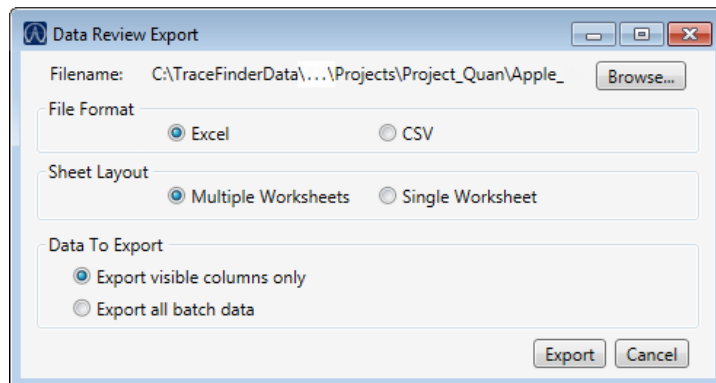 Data Review Export
Filename: C:\TraceFinderData\...\Projects\Project_Quan\Apple_ Browse...
File Format
Excel CSV
Sheet Layout
Multiple Worksheets Single Worksheet
Data To Export
Export visible columns only
Export all batch data
Export Cancel